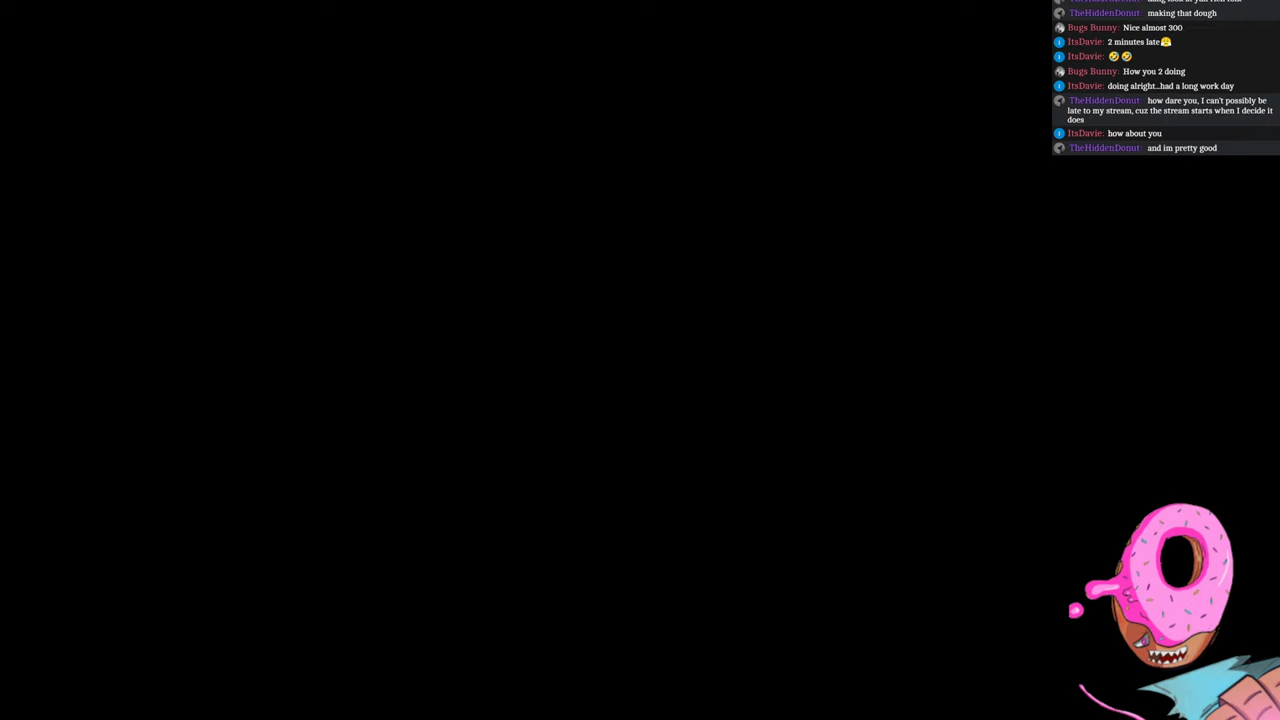 TheHiddenDonut: making that dough
Bugs Bunny: Nice almost 300
ItsDavie: 2 minutes late😤
ItsDavie: 🤣 🤣
Bugs Bunny: How you 2 doing
ItsDavie: doing alright...had a long work day
TheHiddenDonut: how dare you, I can't possibly be
late to my stream, cuz the stream starts when I decide it
does
ItsDavie: how about you
TheHiddenDonut: and im pretty good